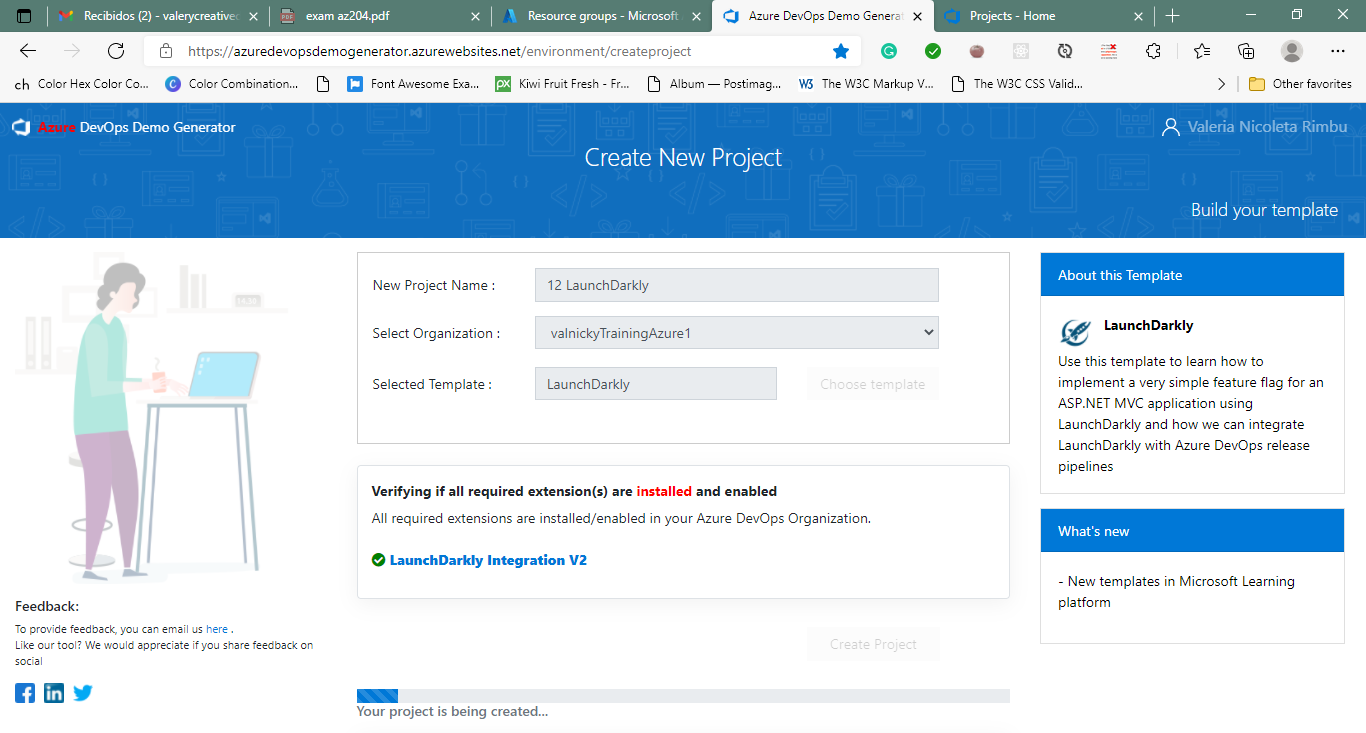 Recibidos (2) - valerycreativec
exam az204.pdf
Resource groups - Microsoft
Azure DevOps Demo Generat
Projects - Home
https://azuredevopsdemogenerator.azurewebsites.net/environment/createproject
ch Color Hex Color Co...
Color Combination...
Font Awesome Exa...
Kiwi Fruit Fresh - Fr...
Album — Postimag...
The W3C Markup V...
The W3C CSS Valid...
Other favorites
Azure DevOps Demo Generator
Valeria Nicoleta Rimbu
Create New Project
Build your template
New Project Name :
12 LaunchDarkly
Select Organization :
valnickyTrainingAzure1
Selected Template :
LaunchDarkly
Choose template
Verifying if all required extension(s) are installed and enabled
All required extensions are installed/enabled in your Azure DevOps Organization.
LaunchDarkly Integration V2
Create Project
Your project is being created...
About this Template
LaunchDarkly
Use this template to learn how to
implement a very simple feature flag for an
ASP.NET MVC application using
LaunchDarkly and how we can integrate
LaunchDarkly with Azure DevOps release
pipelines
What's new
- New templates in Microsoft Learning
platform
Feedback:
To provide feedback, you can email us here .
Like our tool? We would appreciate if you share feedback on
social